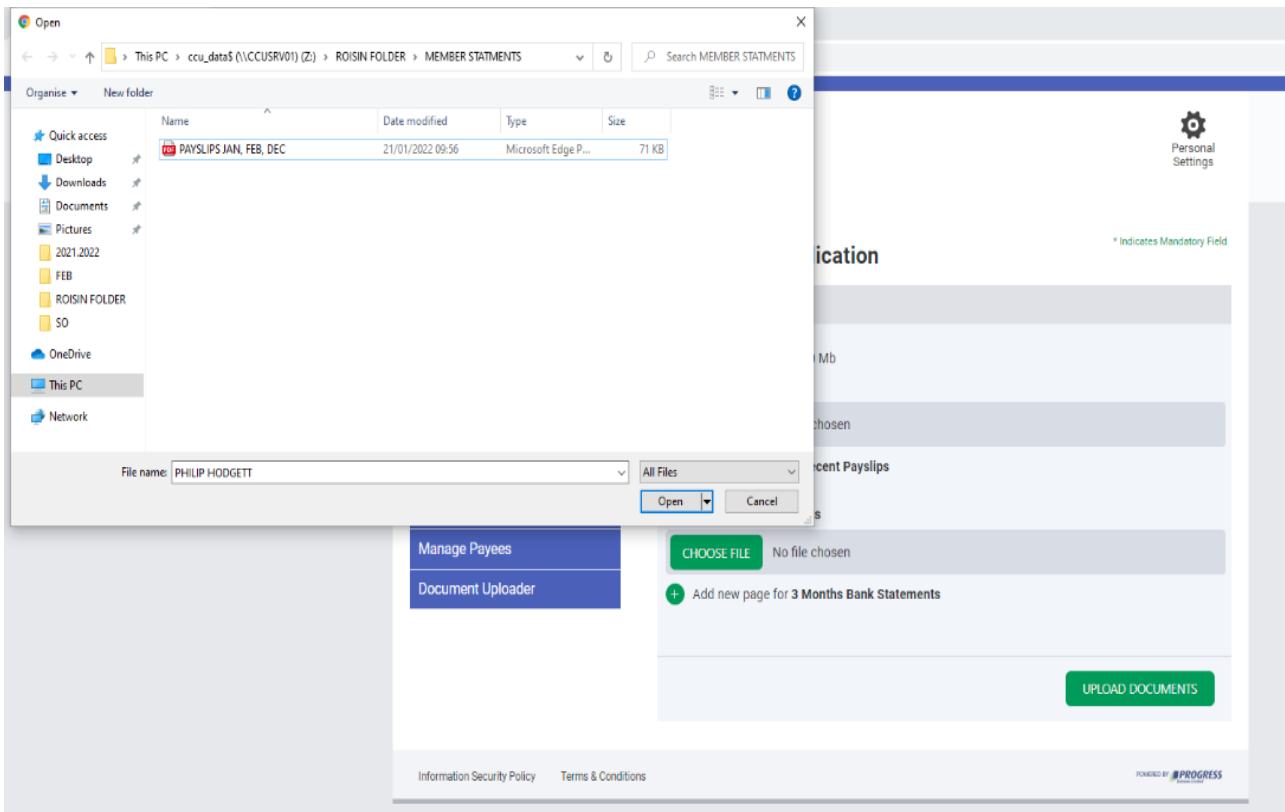 Open
This PC > ccu_data$ (\\CCUSRV01) (Z:) > ROISIN FOLDER > MEMBER STATMENTS
Search MEMBER STATMENTS
Organise
New folder
Name
Date modified
Type
Size
PAYSLIPS JAN, FEB, DEC
21/01/2022 09:56
Microsoft Edge P...
71 KB
Quick access
Desktop
Downloads
Documents
Pictures
2021.2022
FEB
ROISIN FOLDER
SO
OneDrive
This PC
Network
File name: PHILIP HODGETT
All Files
Open
Cancel
Personal
Settings
* Indicates Mandatory Field
ication
Mb
chosen
ecent Payslips
s
Manage Payees
Document Uploader
CHOOSE FILE
No file chosen
+ Add new page for 3 Months Bank Statements
UPLOAD DOCUMENTS
Information Security Policy
Terms & Conditions
POWERED BY PROGRESS